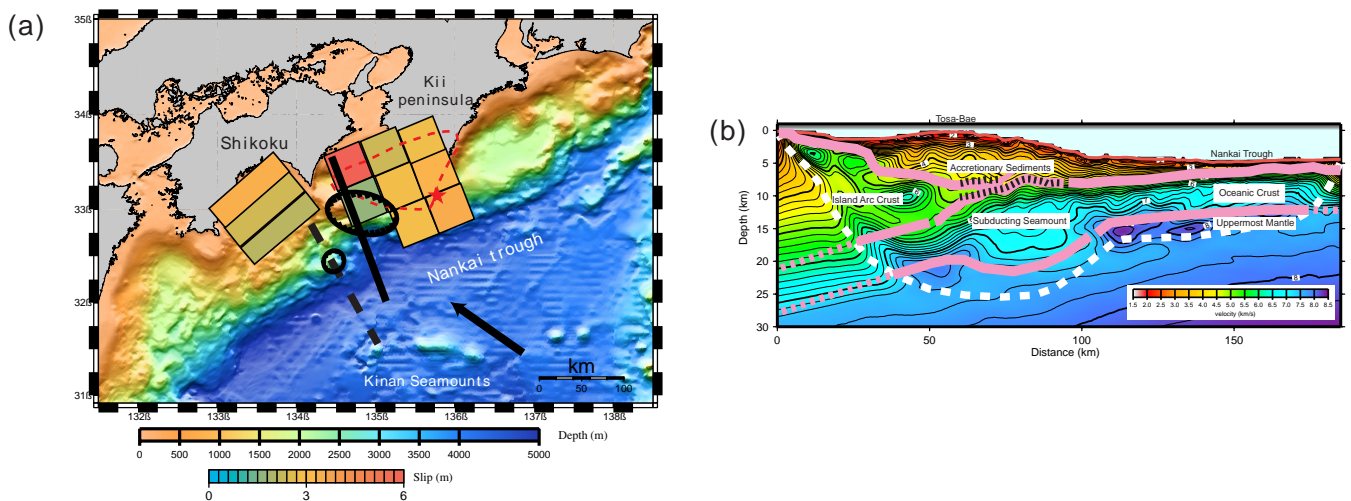 (a)
35ß
34ß
33ß
32ß
31ß
Kii
peninsula
Shikoku
Nankai trough
Kinan Seamounts
km
0 50 100
132ß 133ß 134ß 135ß 136ß 137ß 138ß
Depth (m)
0 500 1000 1500 2000 2500 3000 3500 4000 5000
Slip (m)
0 3 6
(b)
Tosa-Bae
Nankai Trough
Accretionary Sediments
Island Arc Crust
Oceanic Crust
Subducting Seamount
Uppermost Mantle
Depth (km)
0
5
10
15
20
25
30
1.5 2.0 2.5 3.0 3.5 4.0 4.5 5.0 5.5 6.0 6.5 7.0 7.5 8.0 8.5
velocity (km/s)
0 50 100 150
Distance (km)